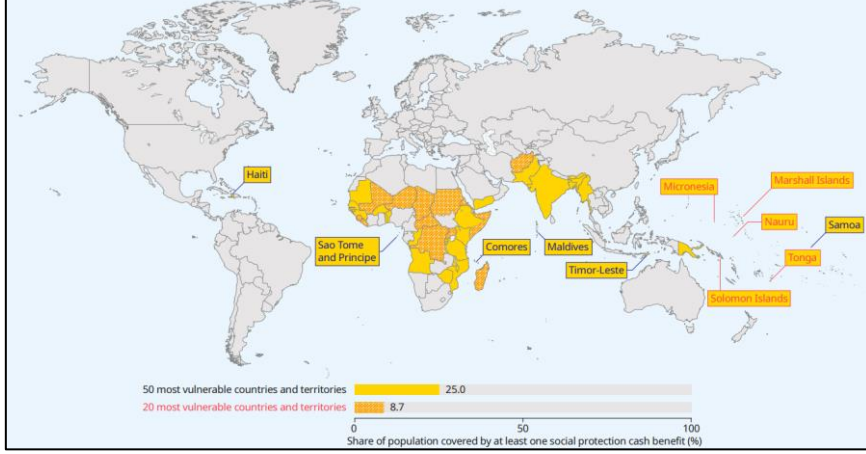 Haiti
Micronesia
Marshall Islands
Nauru
Samoa
Sao Tome
and Principe
Comores
Maldives
Tonga
Timor-Leste
Solomon Islands
50 most vulnerable countries and territories
25.0
20 most vulnerable countries and territories
8.7
0
50
100
Share of population covered by at least one social protection cash benefit (%)